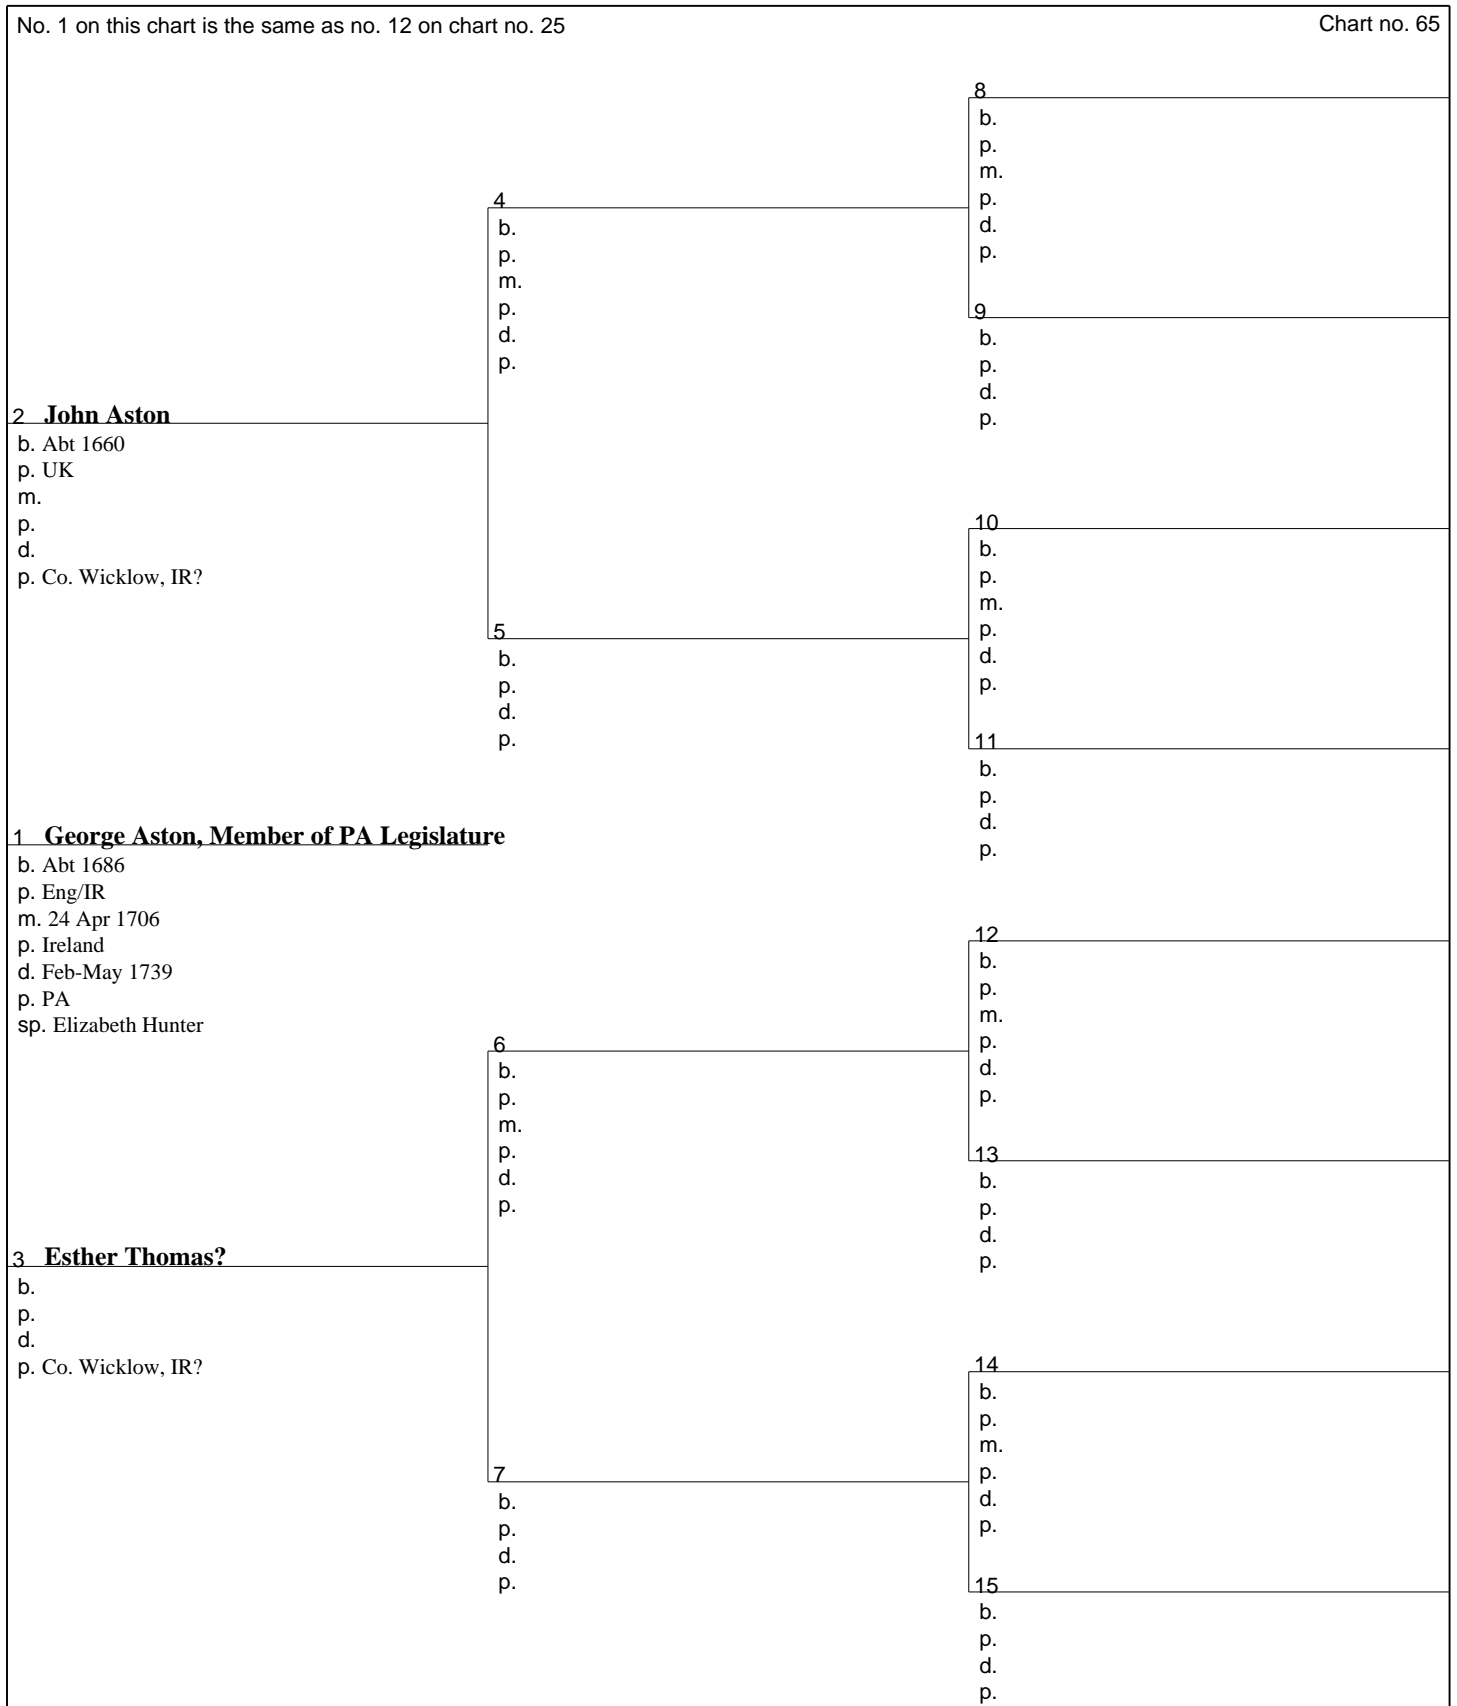 No. 1 on this chart is the same as no. 12 on chart no. 25
Chart no. 65
8
b.
p.
m.
p.
d.
p.
4
b.
p.
m.
p.
d.
p.
9
b.
p.
d.
p.
2 John Aston
b. Abt 1660
p. UK
m.
p.
d.
p. Co. Wicklow, IR?
10
b.
p.
m.
p.
d.
p.
5
b.
p.
d.
p.
11
b.
p.
d.
p.
1 George Aston, Member of PA Legislature
b. Abt 1686
p. Eng/IR
m. 24 Apr 1706
p. Ireland
d. Feb-May 1739
p. PA
sp. Elizabeth Hunter
12
b.
p.
m.
p.
d.
p.
6
b.
p.
m.
p.
d.
p.
13
b.
p.
d.
p.
3 Esther Thomas?
b.
p.
d.
p. Co. Wicklow, IR?
14
b.
p.
m.
p.
d.
p.
7
b.
p.
d.
p.
15
b.
p.
d.
p.